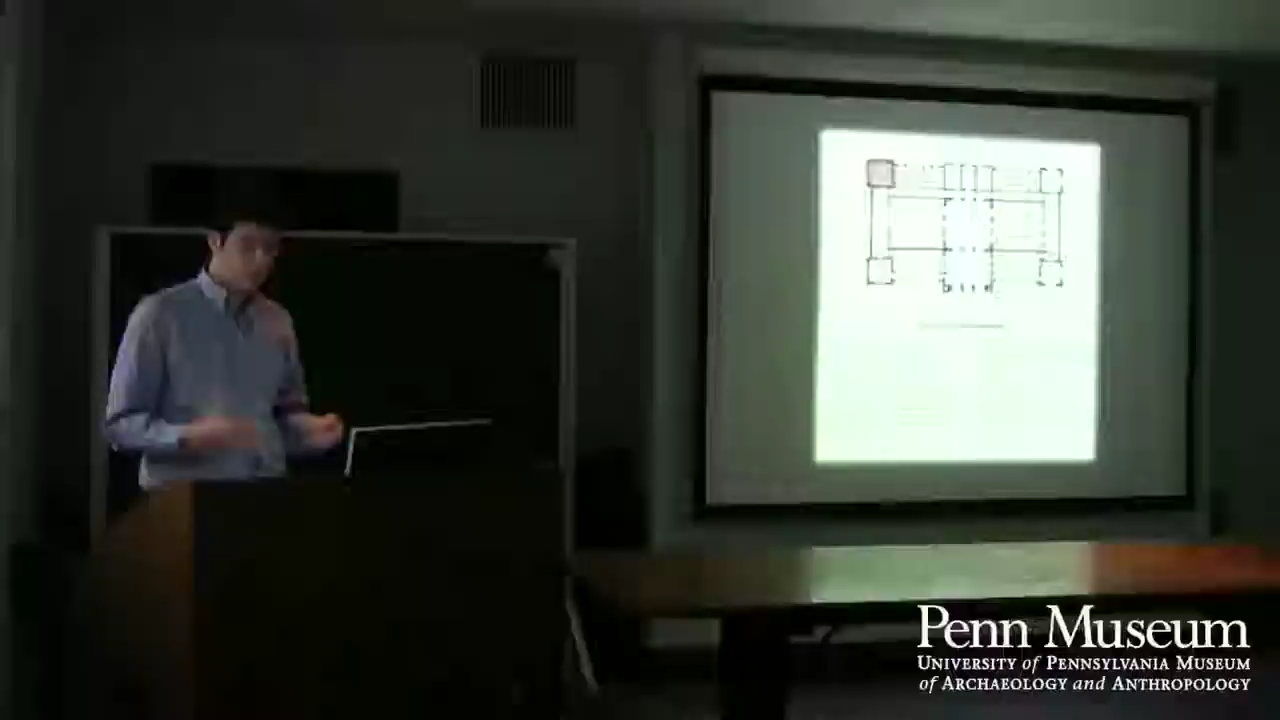 Penn Museum
UNIVERSITY of PENNSYLVANIA MUSEUM
of ARCHAEOLOGY and ANTHROPOLOGY